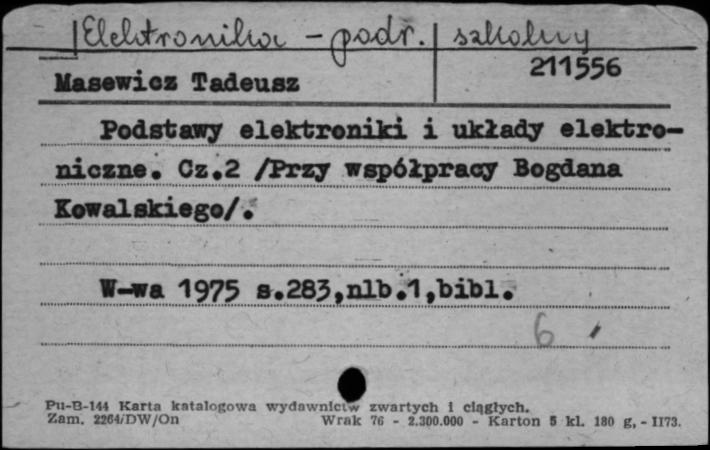 Elektronika - podr. szkolny
211556
Masewicz Tadeusz
Podstawy elektroniki i układy elektro-
niczne. Cz.2 /Przy współpracy Bogdana
Kowalskiego/.
W-wa 1975 s.283,nlb.1,bibl.
6
Pu-B-144 Karta katalogowa wydawnictw zwartych i ciągłych.
Zam. 2264/DW/On Wrak 76 - 2.300.000 - Karton 5 kl. 180 g, - II73.